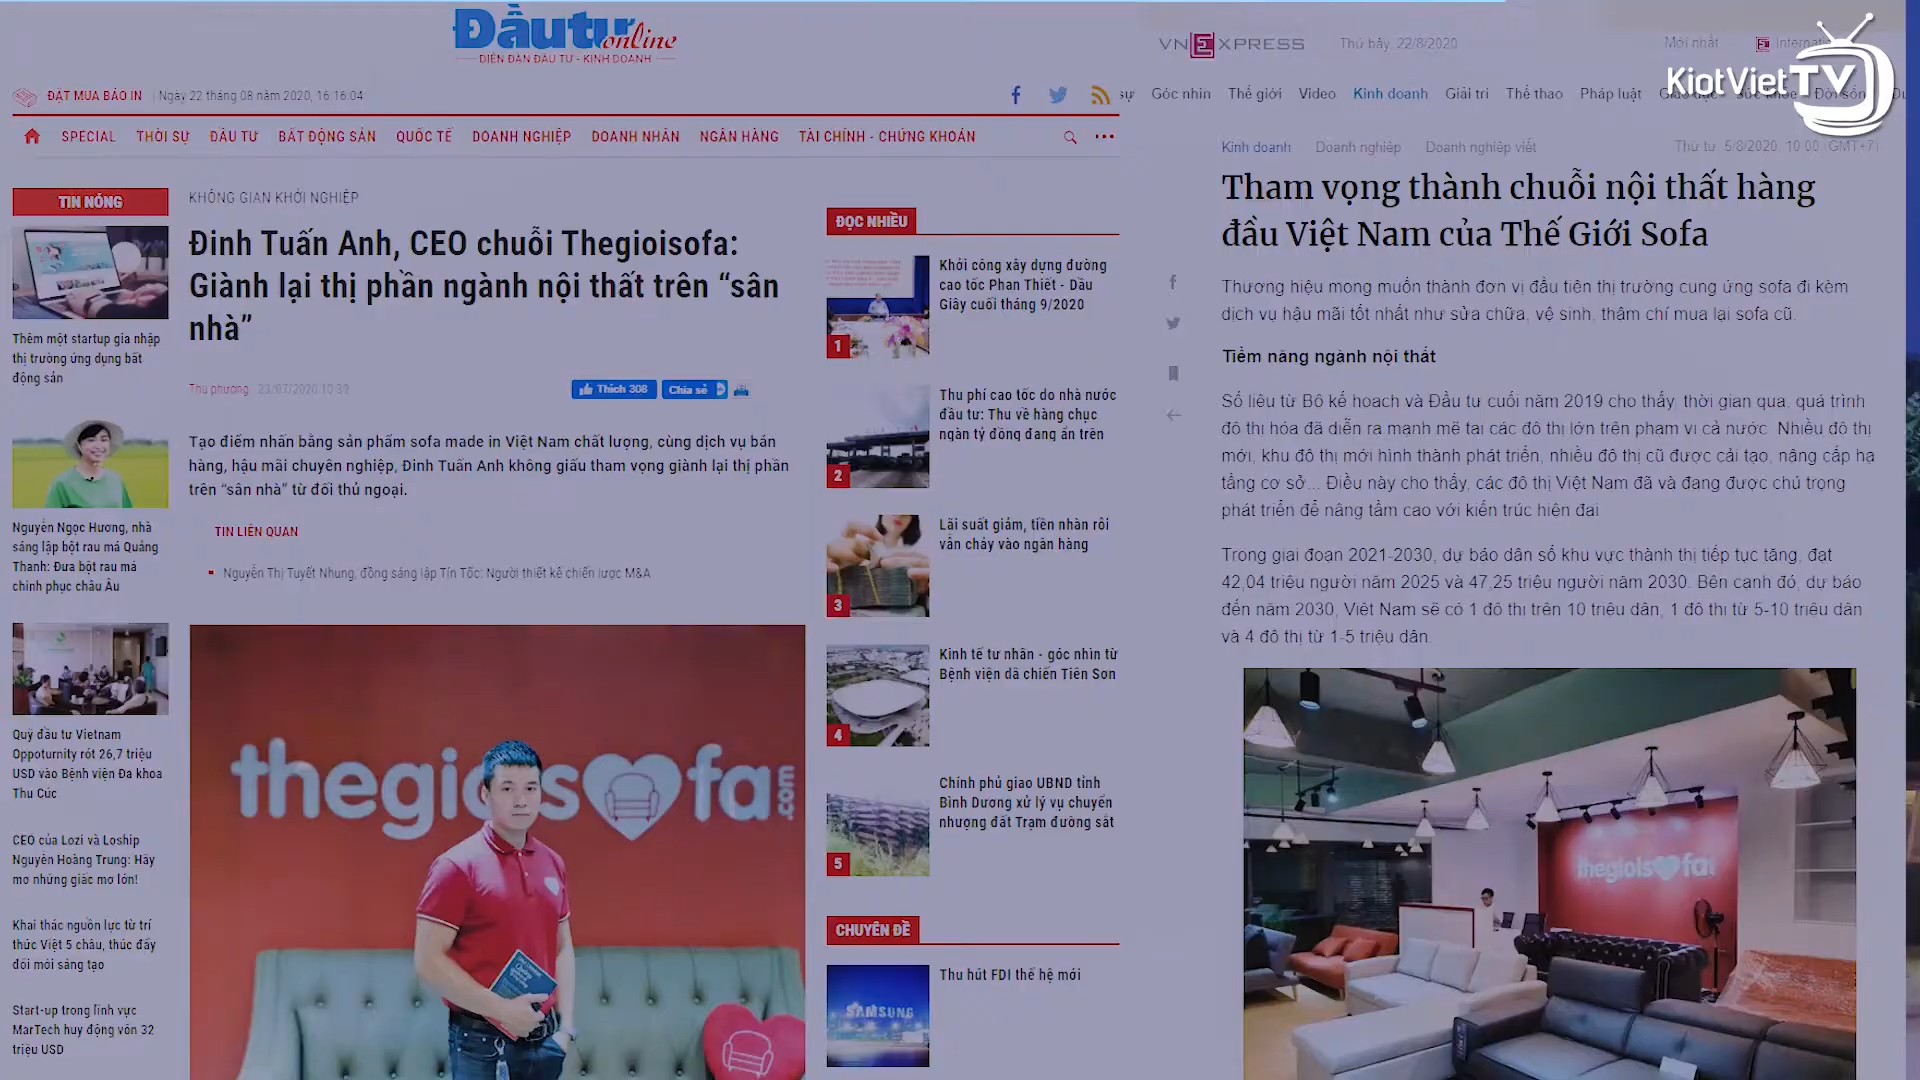 Đầutư online
DIỄN ĐÀN ĐẦU TƯ - KINH DOANH
ĐẶT MUA BÁO IN | Ngày 22 tháng 08 năm 2020, 16:16:04
SPECIAL THỜI SỰ ĐẦU TƯ BẤT ĐỘNG SẢN QUỐC TẾ DOANH NGHIỆP DOANH NHÂN NGÂN HÀNG TÀI CHÍNH - CHỨNG KHOÁN
TIN NÓNG
Thêm một startup gia nhập
thị trường ứng dụng bất
động sản
Nguyễn Ngọc Hương, nhà
sáng lập bột rau má Quảng
Thanh: Đưa bột rau má
chinh phục châu Âu
Quỹ đầu tư Vietnam
Oppoturnity rót 26,7 triệu
USD vào Bệnh viện Đa khoa
Thu Cúc
CEO của Lozi và Loship
Nguyễn Hoàng Trung: Hãy
mơ những giấc mơ lớn!
Khai thác nguồn lực từ trí
thức Việt 5 châu, thúc đẩy
đổi mới sáng tạo
Start-up trong lĩnh vực
MarTech huy động vốn 32
triệu USD
KHÔNG GIAN KHỞI NGHIỆP
Đinh Tuấn Anh, CEO chuỗi Thegioisofa:
Giành lại thị phần ngành nội thất trên “sân
nhà”
Thu phương 23/07/2020 10:39
Thích 308 Chia sẻ
Tạo điểm nhấn bằng sản phẩm sofa made in Việt Nam chất lượng, cùng dịch vụ bán
hàng, hậu mãi chuyên nghiệp, Đinh Tuấn Anh không giấu tham vọng giành lại thị phần
trên “sân nhà” từ đối thủ ngoại.
TIN LIÊN QUAN
Nguyễn Thị Tuyết Nhung, đồng sáng lập Tín Tốc: Người thiết kế chiến lược M&A
ĐỌC NHIỀU
Khởi công xây dựng đường
cao tốc Phan Thiết - Dầu
Giây cuối tháng 9/2020
1
Thu phí cao tốc do nhà nước
đầu tư: Thu về hàng chục
ngàn tỷ đồng đang ẩn trên
2
Lãi suất giảm, tiền nhàn rỗi
vẫn chảy vào ngân hàng
3
Kinh tế tư nhân - góc nhìn từ
Bệnh viện dã chiến Tiên Sơn
4
Chính phủ giao UBND tỉnh
Bình Dương xử lý vụ chuyển
nhượng đất Trạm đường sắt
5
CHUYÊN ĐỀ
Thu hút FDI thế hệ mới
SAMSUNG
VNEXPRESS Thứ bảy, 22/8/2020 Mới nhất
KiotViet TV
sự Góc nhìn Thế giới Video Kinh doanh Giải trí Thể thao Pháp luật Giáo dục Sức khỏe Đời sống
Kinh doanh Doanh nghiệp Doanh nghiệp viết Thứ tư, 5/8/2020, 10:00 (GMT+7)
Tham vọng thành chuỗi nội thất hàng
đầu Việt Nam của Thế Giới Sofa
Thương hiệu mong muốn thành đơn vị đầu tiên thị trường cung ứng sofa đi kèm
dịch vụ hậu mãi tốt nhất như sửa chữa, vệ sinh, thậm chí mua lại sofa cũ.
Tiềm năng ngành nội thất
Số liệu từ Bộ kế hoạch và Đầu tư cuối năm 2019 cho thấy, thời gian qua, quá trình
đô thị hóa đã diễn ra mạnh mẽ tại các đô thị lớn trên phạm vi cả nước. Nhiều đô thị
mới, khu đô thị mới hình thành phát triển, nhiều đô thị cũ được cải tạo, nâng cấp hạ
tầng cơ sở... Điều này cho thấy, các đô thị Việt Nam đã và đang được chú trọng
phát triển để nâng tầm cao với kiến trúc hiện đại
Trong giai đoạn 2021-2030, dự báo dân số khu vực thành thị tiếp tục tăng, đạt
42,04 triệu người năm 2025 và 47,25 triệu người năm 2030. Bên cạnh đó, dự báo
đến năm 2030, Việt Nam sẽ có 1 đô thị trên 10 triệu dân, 1 đô thị từ 5-10 triệu dân
và 4 đô thị từ 1-5 triệu dân
thegioisofa